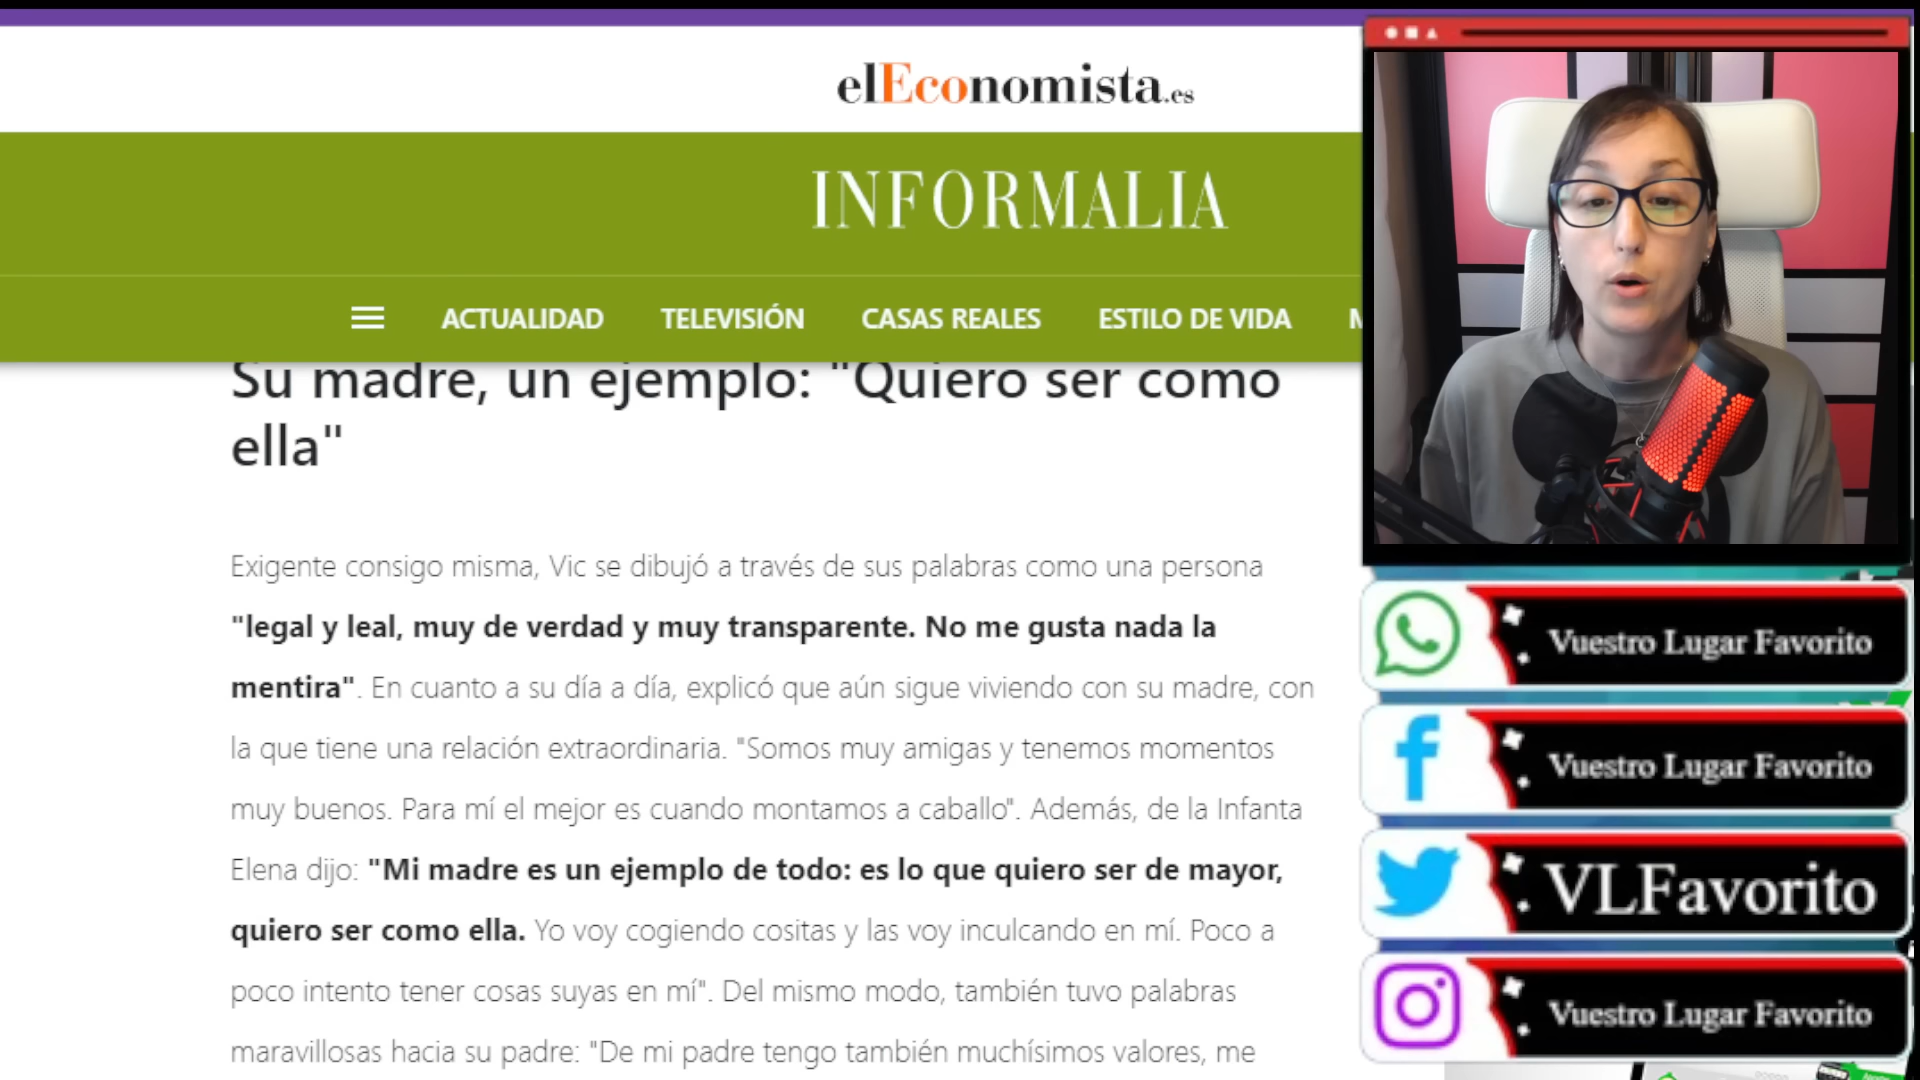 elEconomista.es
INFORMALIA
ACTUALIDAD TELEVISIÓN CASAS REALES ESTILO DE VIDA M
Su madre, un ejemplo: "Quiero ser como
ella"
Exigente consigo misma, Vic se dibujó a través de sus palabras como una persona
"legal y leal, muy de verdad y muy transparente. No me gusta nada la
mentira". En cuanto a su día a día, explicó que aún sigue viviendo con su madre, con
la que tiene una relación extraordinaria. "Somos muy amigas y tenemos momentos
muy buenos. Para mí el mejor es cuando montamos a caballo". Además, de la Infanta
Elena dijo: "Mi madre es un ejemplo de todo: es lo que quiero ser de mayor,
quiero ser como ella. Yo voy cogiendo cositas y las voy inculcando en mí. Poco a
poco intento tener cosas suyas en mí". Del mismo modo, también tuvo palabras
maravillosas hacia su padre: "De mi padre tengo también muchísimos valores, me
Vuestro Lugar Favorito
Vuestro Lugar Favorito
VLFavorito
Vuestro Lugar Favorito